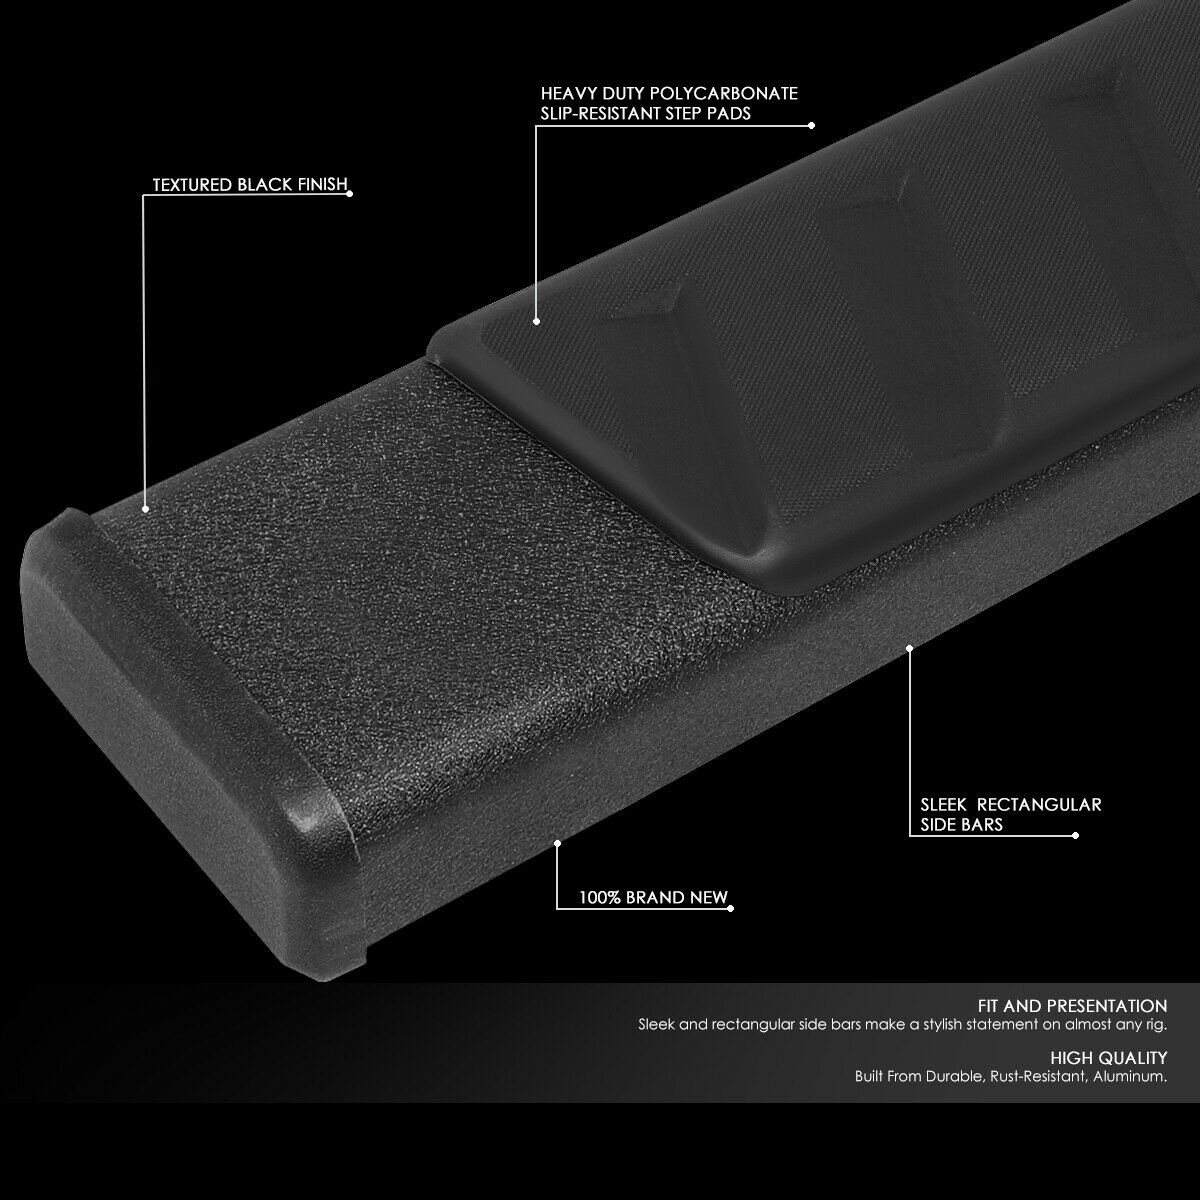 HEAVY DUTY POLYCARBONATE
SLIP-RESISTANT STEP PADS
TEXTURED BLACK FINISH
SLEEK RECTANGULAR
SIDE BARS
100% BRAND NEW
FIT AND PRESENTATION
Sleek and rectangular side bars make a stylish statement on almost any rig.
HIGH QUALITY
Built From Durable, Rust-Resistant, Aluminum.